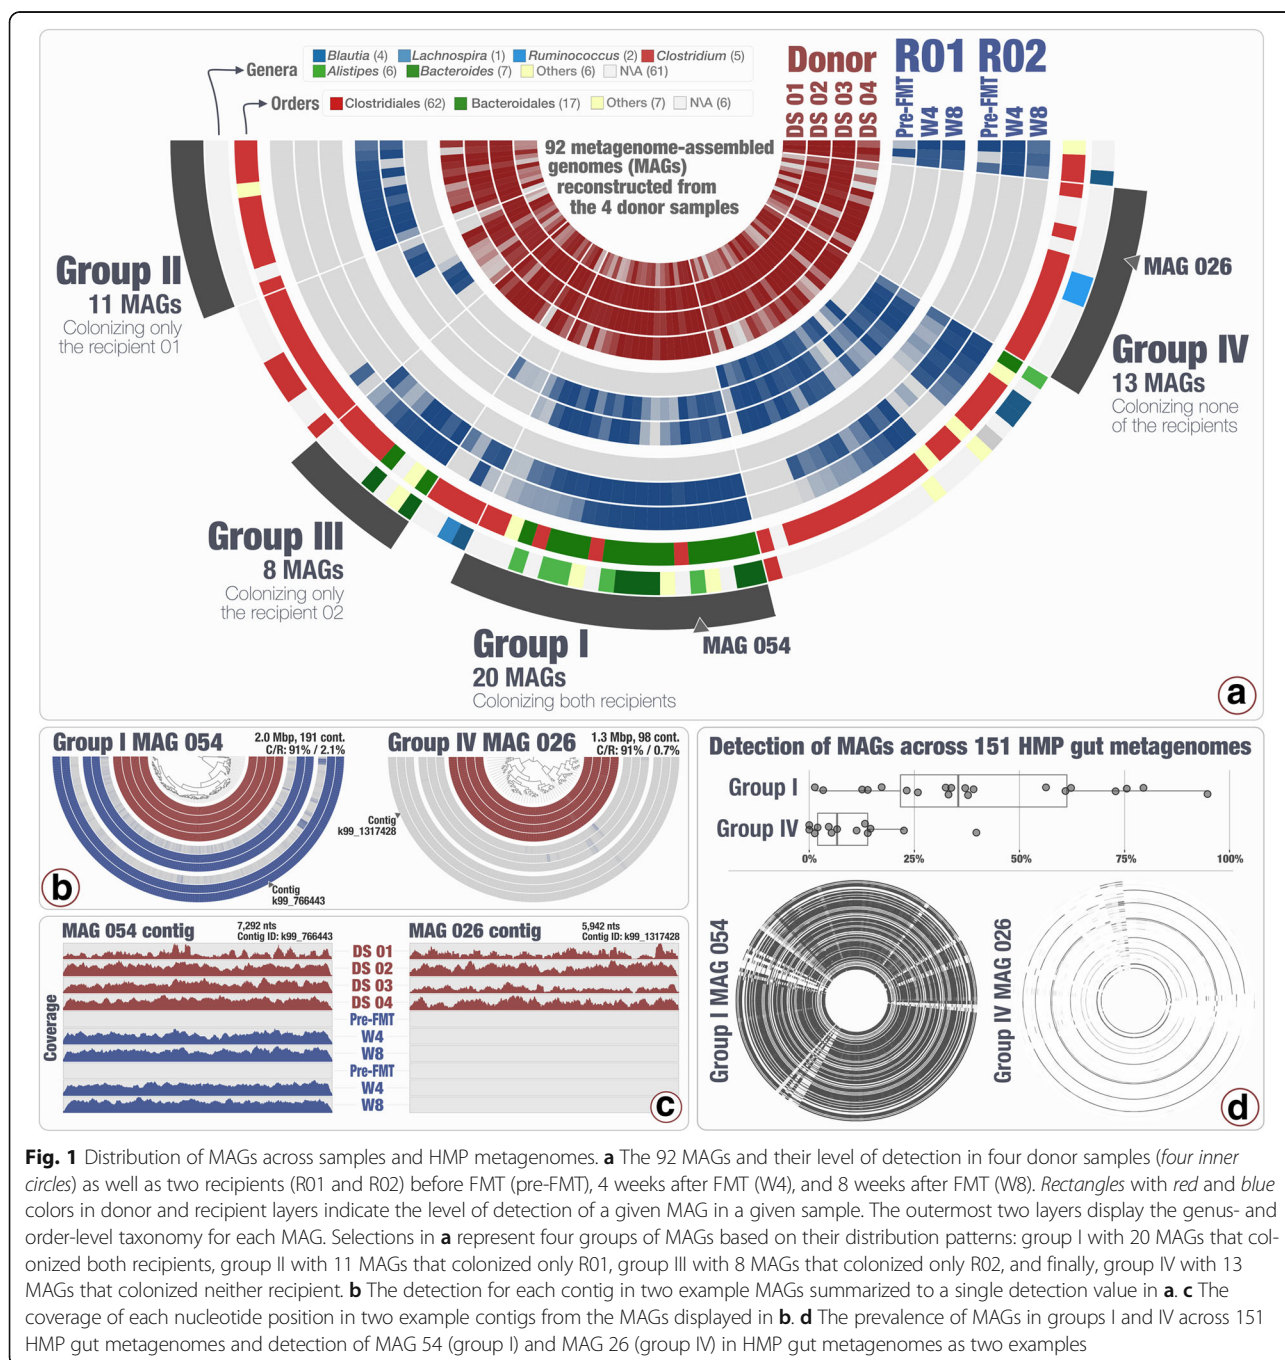 Genera
Blautia (4) Lachnospira (1) Ruminococcus (2) Clostridium (5)
Alistipes (6) Bacteroides (7) Others (6) N\A (61)
Orders
Clostridiales (62) Bacteroidales (17) Others (7) N\A (6)
Donor R01 R02
DS 01
DS 02
DS 03
DS 04
Pre-FMT
W4
W8
Pre-FMT
W4
W8
92 metagenome-assembled
genomes (MAGs)
reconstructed from
the 4 donor samples
Group II
11 MAGs
Colonizing only
the recipient 01
MAG 026
Group IV
13 MAGs
Colonizing none
of the recipients
Group III
8 MAGs
Colonizing only
the recipient 02
Group I
20 MAGs
Colonizing both recipients
MAG 054
a
Group I MAG 054
2.0 Mbp, 191 cont.
C/R: 91% / 2.1%
Group IV MAG 026
1.3 Mbp, 98 cont.
C/R: 91% / 0.7%
Contig
k99_1317428
Contig
k99_766443
b
MAG 054 contig
7,292 nts
Contig ID: k99_766443
MAG 026 contig
5,942 nts
Contig ID: k99_1317428
Coverage
DS 01
DS 02
DS 03
DS 04
Pre-FMT
W4
W8
Pre-FMT
W4
W8
c
Detection of MAGs across 151 HMP gut metagenomes
Group I
Group IV
0% 25% 50% 75% 100%
Group I MAG 054
Group IV MAG 026
d
Fig. 1 Distribution of MAGs across samples and HMP metagenomes. a The 92 MAGs and their level of detection in four donor samples (four inner
circles) as well as two recipients (R01 and R02) before FMT (pre-FMT), 4 weeks after FMT (W4), and 8 weeks after FMT (W8). Rectangles with red and blue
colors in donor and recipient layers indicate the level of detection of a given MAG in a given sample. The outermost two layers display the genus- and
order-level taxonomy for each MAG. Selections in a represent four groups of MAGs based on their distribution patterns: group I with 20 MAGs that col-
onized both recipients, group II with 11 MAGs that colonized only R01, group III with 8 MAGs that colonized only R02, and finally, group IV with 13
MAGs that colonized neither recipient. b The detection for each contig in two example MAGs summarized to a single detection value in a. c The
coverage of each nucleotide position in two example contigs from the MAGs displayed in b. d The prevalence of MAGs in groups I and IV across 151
HMP gut metagenomes and detection of MAG 54 (group I) and MAG 26 (group IV) in HMP gut metagenomes as two examples